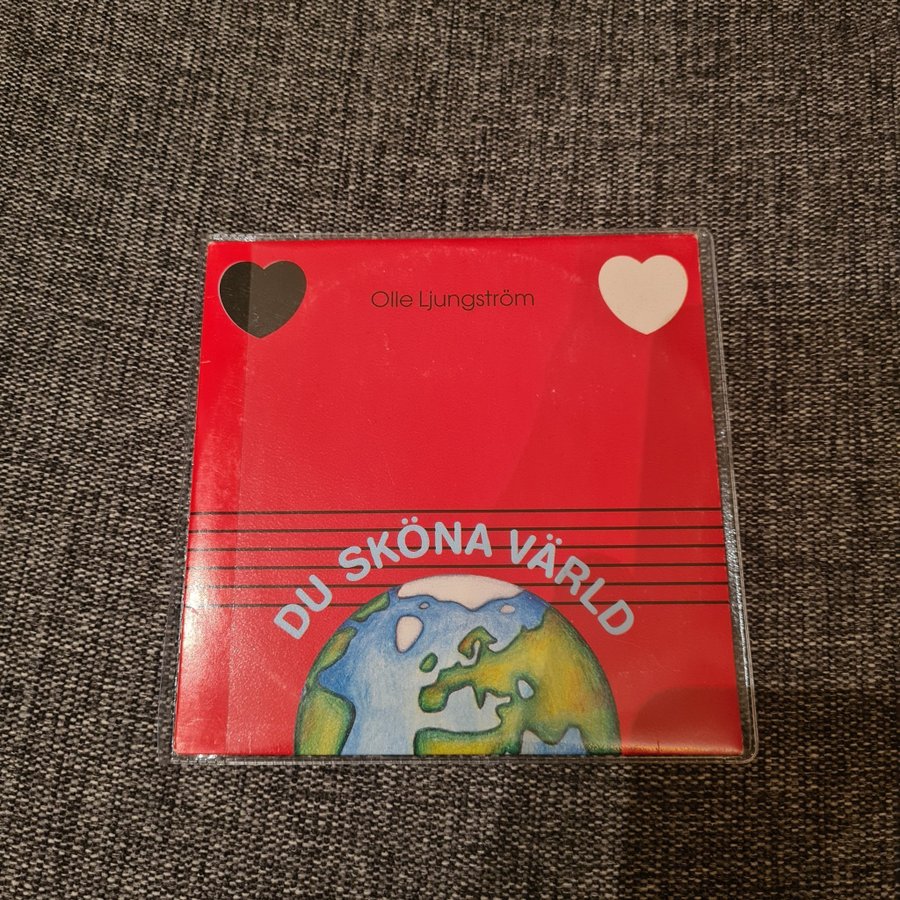 Olle Ljungström
DU SKÖNA VÄRLD